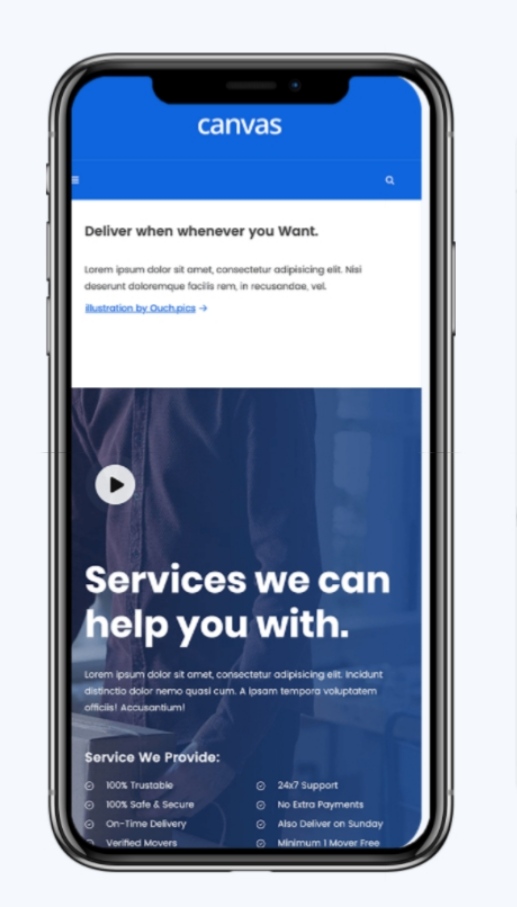 canvas
Deliver when whenever you Want.
Lorem ipsum dolor sit amet, consectetur adipisicing elit. Nisi
deserunt doloremque facilis rem, in recusandae, vel.
illustration by Ouch.pics →
Services we can
help you with.
Lorem ipsum dolor sit amet, consectetur adipisicing elit. Incidunt
distinctio dolor nemo quasi cum. A ipsam tempora voluptatem
officiis! Accusantium!
Service We Provide:
100% Trustable 24x7 Support
100% Safe & Secure No Extra Payments
On-Time Delivery Also Deliver on Sunday
Verified Movers Minimum 1 Mover Free